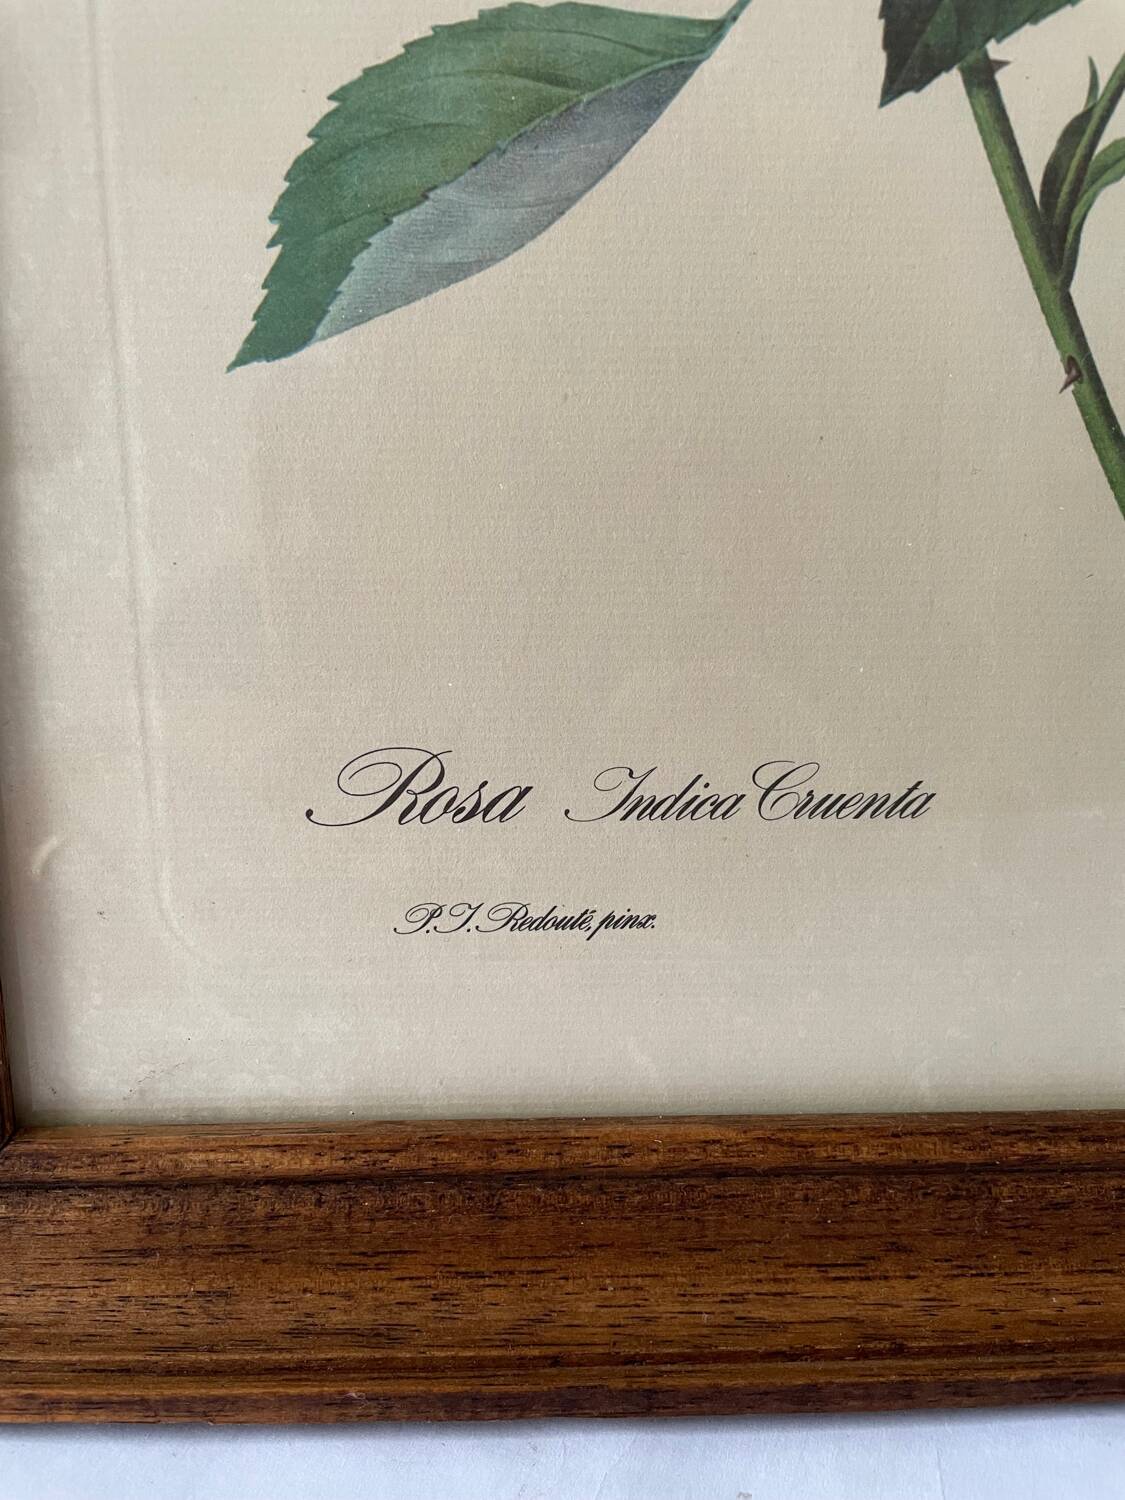 Rosa Indica Cruenta
P. J. Redouté, pinx.